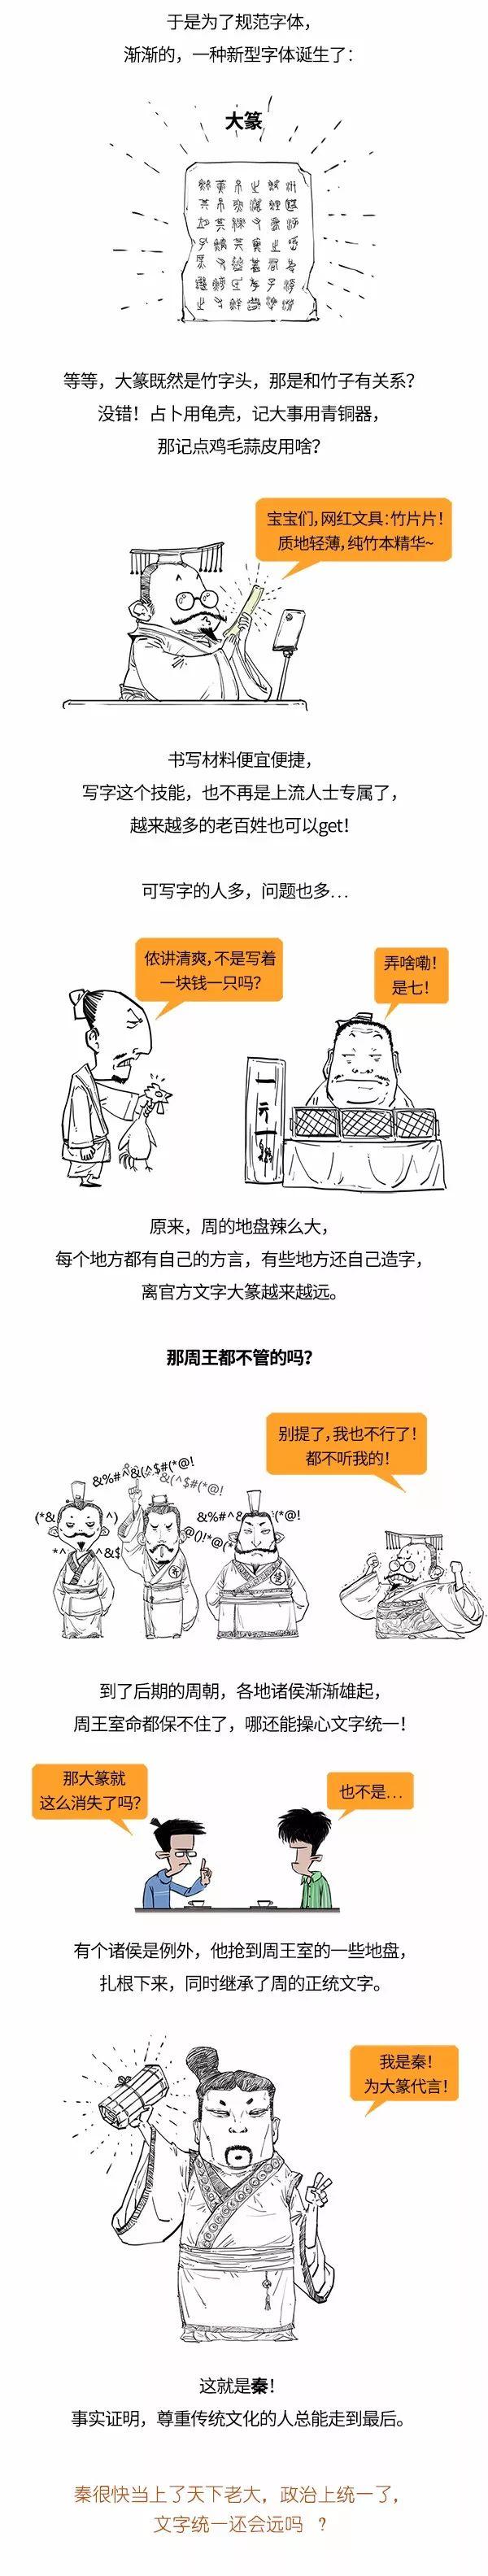 于是为了规范字体，
渐渐的，一种新型字体诞生了：
大篆
等等，大篆既然是竹字头，那是和竹子有关系？
没错！占卜用龟壳，记大事用青铜器，
那记点鸡毛蒜皮用啥？
宝宝们，网红文具：竹片片！
质地轻薄，纯竹本精华~
书写材料便宜便捷，
写字这个技能，也不再是上流人士专属了，
越来越多的老百姓也可以get！
可写字的人多，问题也多…
侬讲清爽，不是写着
一块钱一只吗？
弄啥嘞！
是七！
一元一
原来，周的地盘辣么大，
每个地方都有自己的方言，有些地方还自己造字，
离官方文字大篆越来越远。
那周王都不管的吗？
别提了，我也不行了！
都不听我的！
&%#^&(^$#(*@!
&(^$#(*@!
(*&
^)
*^
^&$
@()!*@(*
&%#^&
(*@!
到了后期的周朝，各地诸侯渐渐雄起，
周王室命都保不住了，哪还能操心文字统一！
那大篆就
这么消失了吗？
也不是…
有个诸侯是例外，他抢到周王室的一些地盘，
扎根下来，同时继承了周的正统文字。
我是秦！
为大篆代言！
这就是秦！
事实证明，尊重传统文化的人总能走到最后。
秦很快当上了天下老大，政治上统一了，
文字统一还会远吗 ？